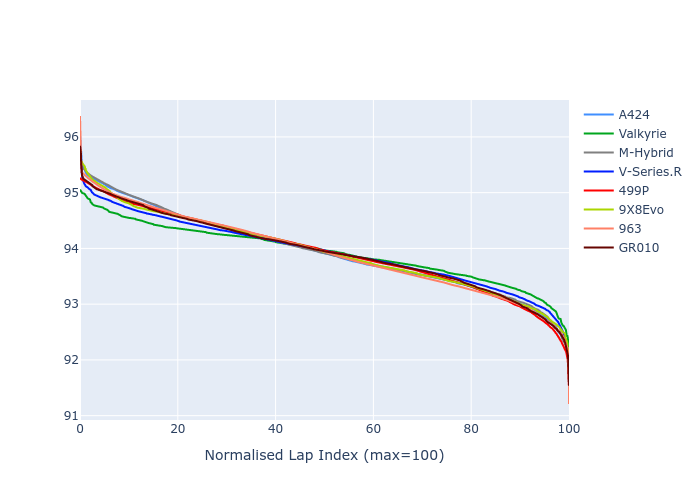 96
95
94
93
92
91
0 20 40 60 80 100
Normalised Lap Index (max=100)
A424
Valkyrie
M-Hybrid
V-Series.R
499P
9X8Evo
963
GR010